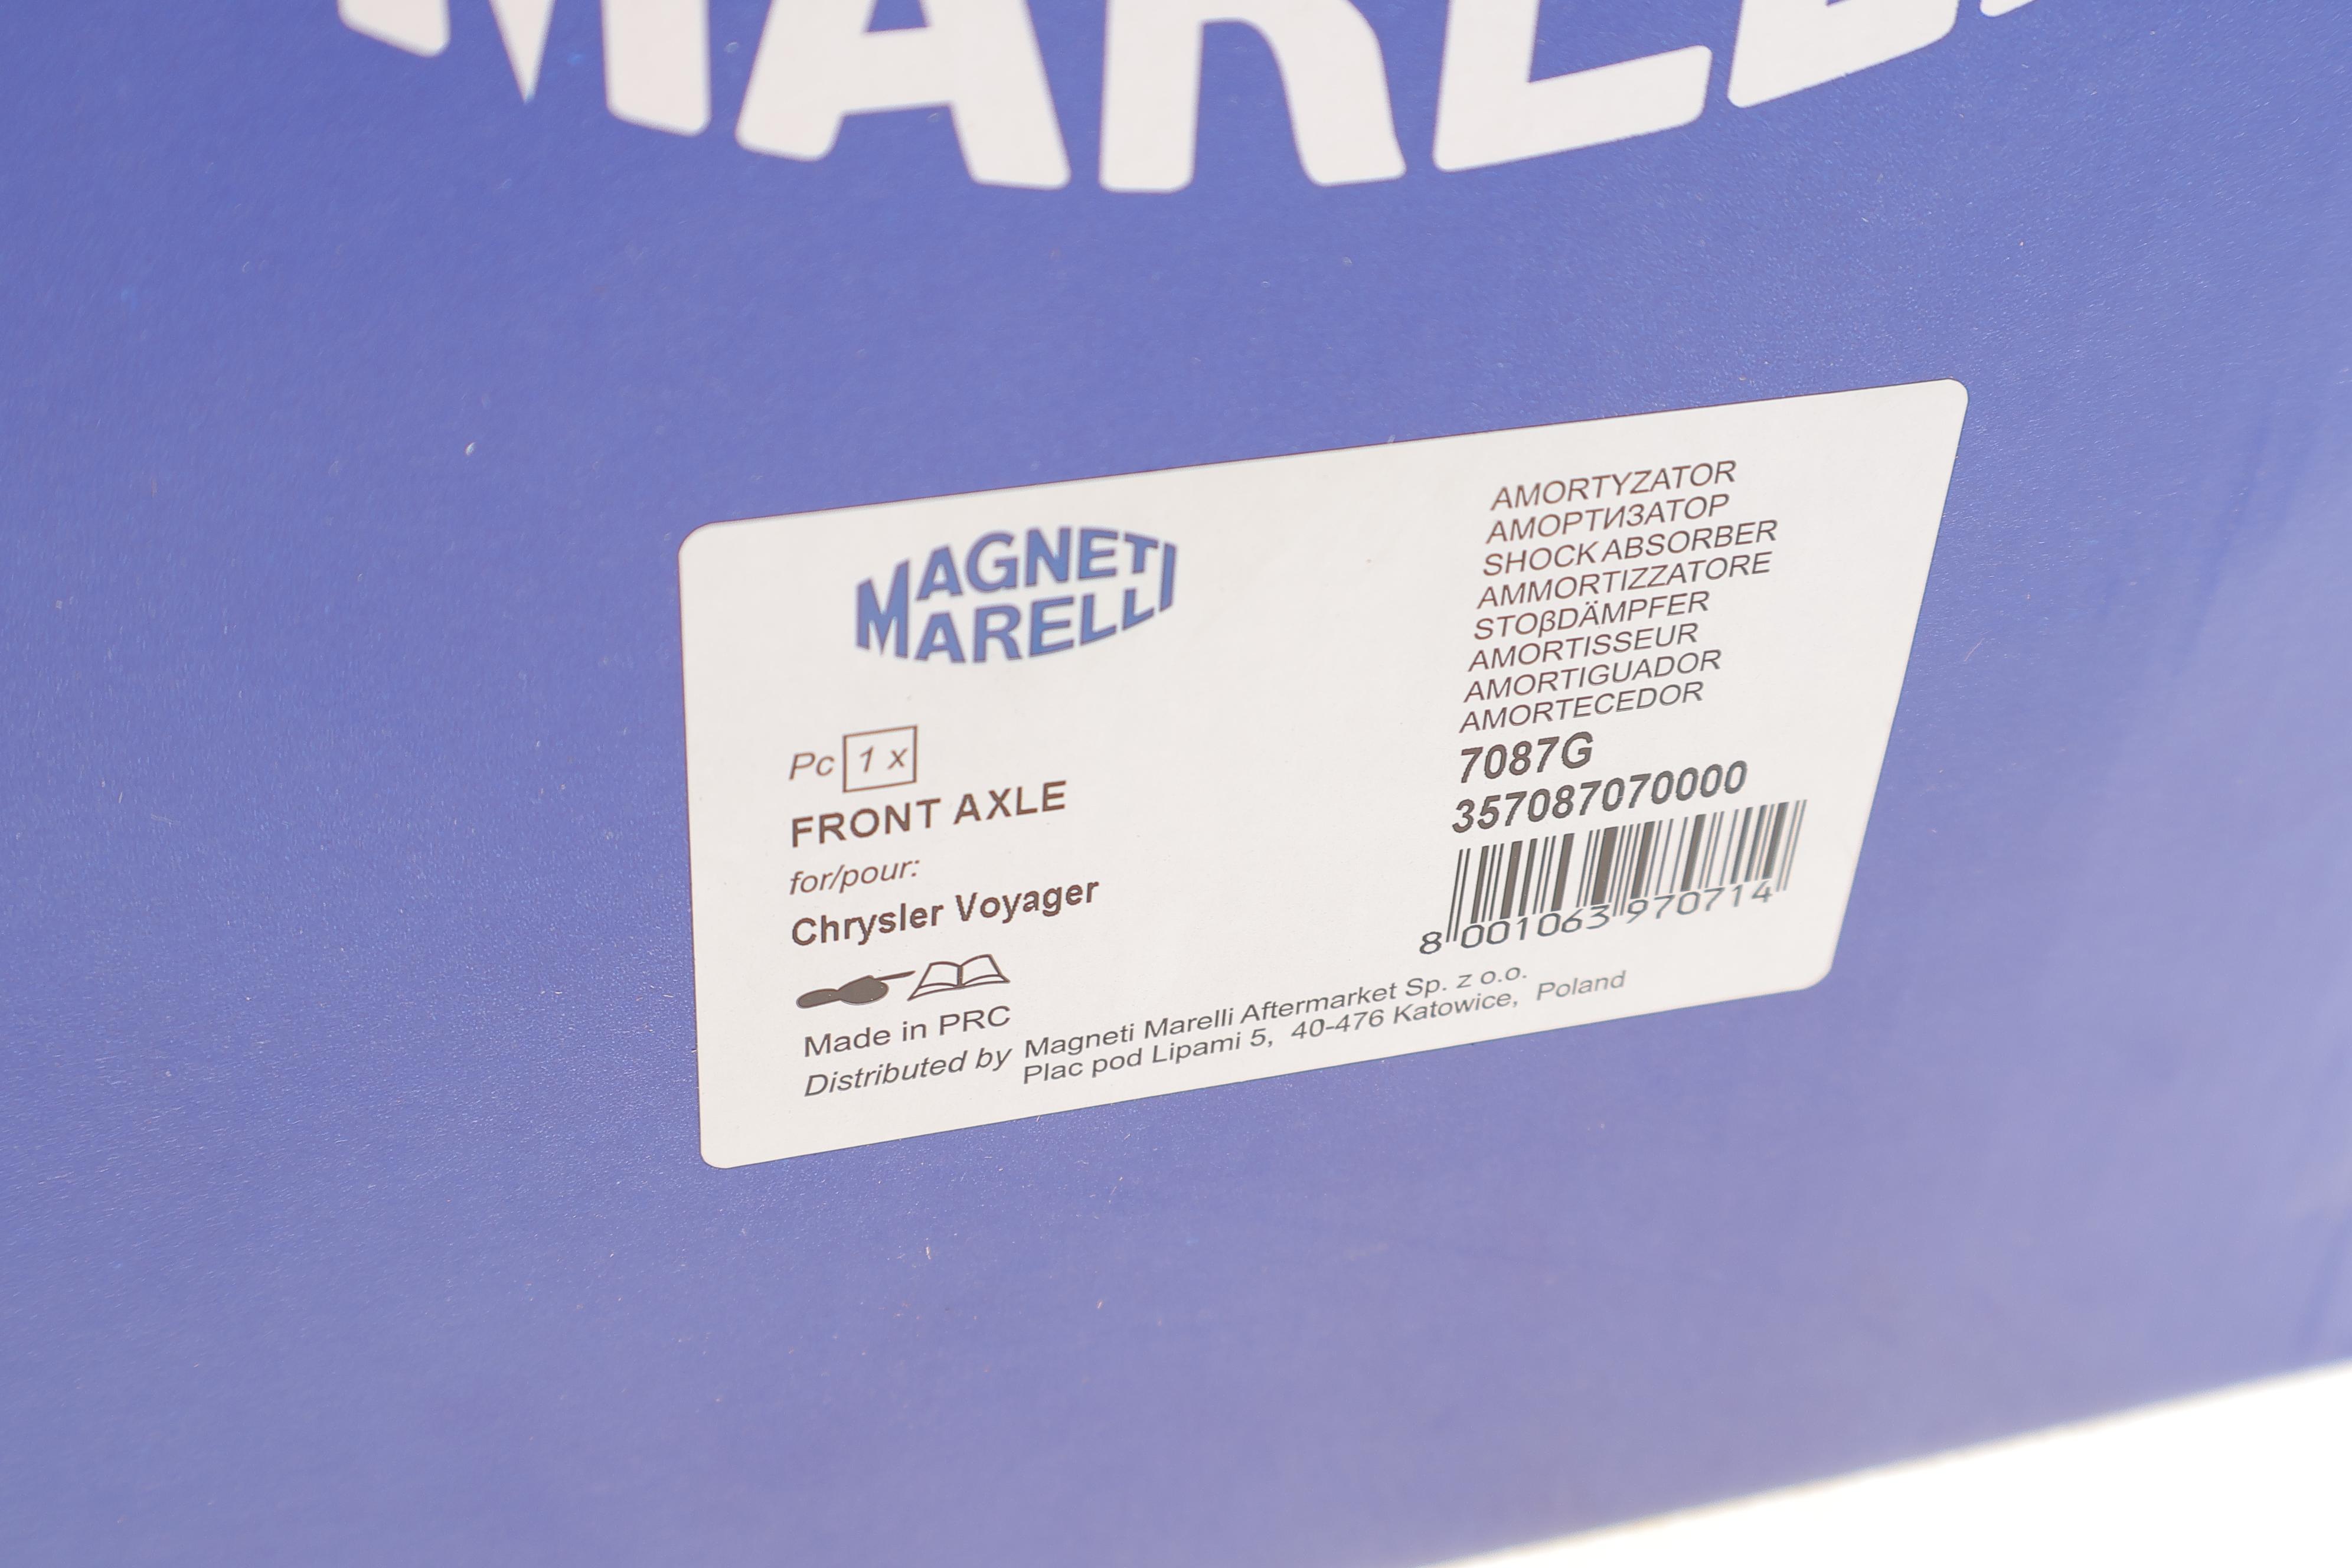 MARELLI
MAGNETI
MARELLI
Pc 1 x
FRONT AXLE
for/pour:
Chrysler Voyager
Made in PRC
Distributed by Magneti Marelli Aftermarket Sp. z o.o.
Plac pod Lipami 5, 40-476 Katowice, Poland
AMORTYZATOR
АМОРТИЗАТОР
SHOCK ABSORBER
AMMORTIZZATORE
STOβDÄMPFER
AMORTISSEUR
AMORTIGUADOR
AMORTECEDOR
7087G
357087070000
8 001063 970714